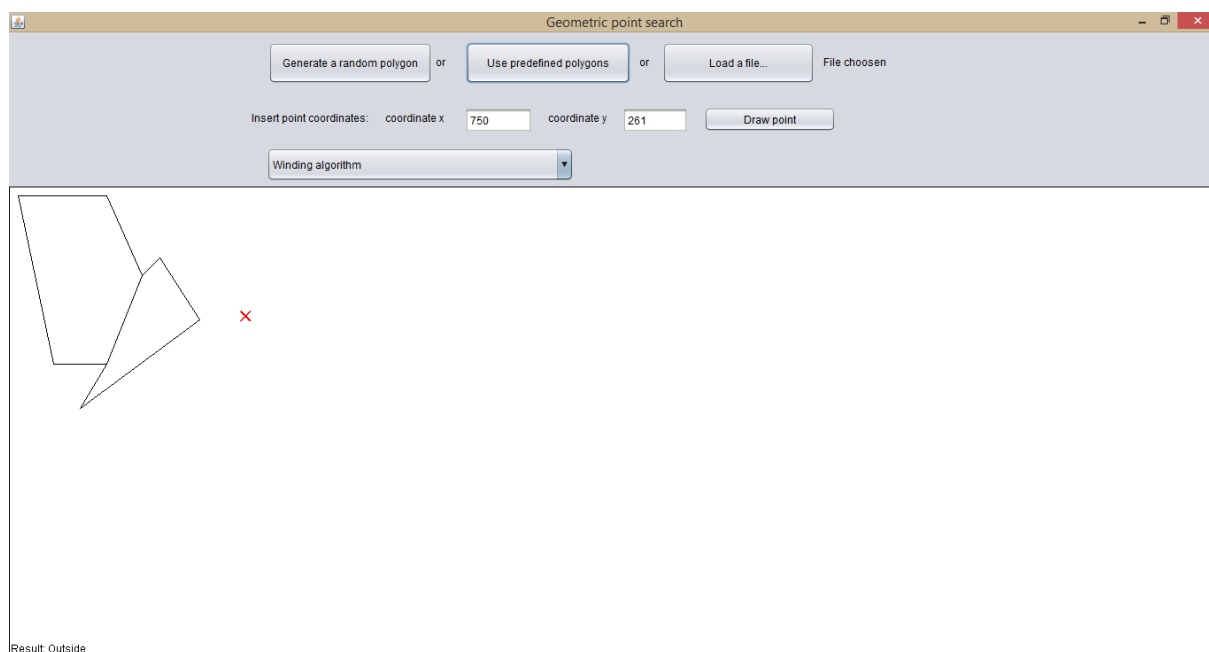 Geometric point search
Generate a random polygon or Use predefined polygons or Load a file... File choosen
Insert point coordinates: coordinate x 750 coordinate y 261 Draw point
Winding algorithm
Result: Outside